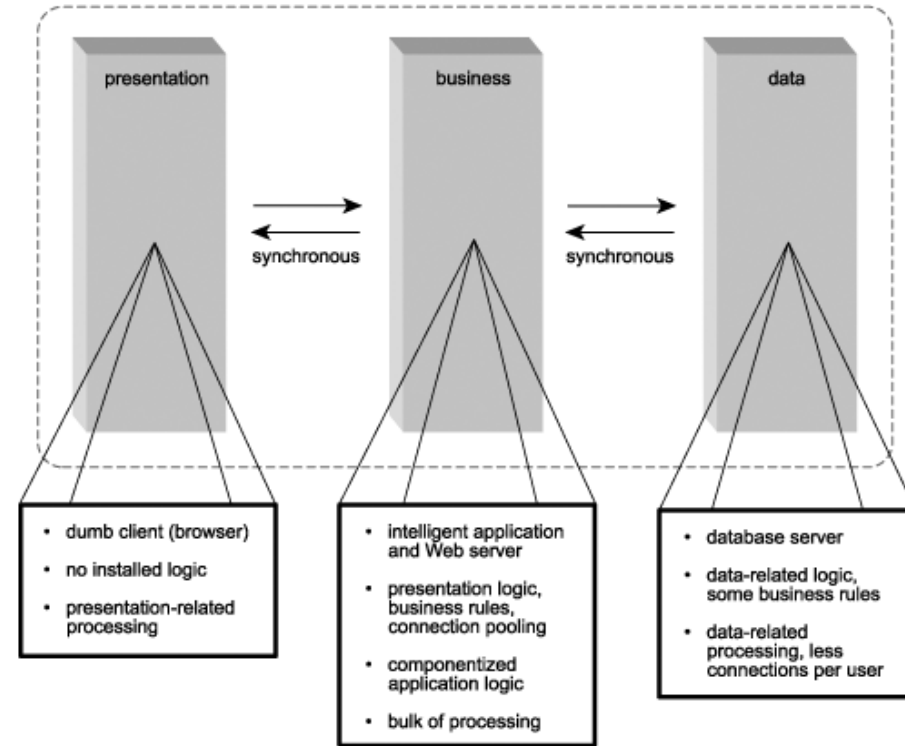 presentation
business
data
synchronous
synchronous
• dumb client (browser)
• no installed logic
• presentation-related
processing
• intelligent application
and Web server
• presentation logic,
business rules,
connection pooling
• componentized
application logic
• bulk of processing
• database server
• data-related logic,
some business rules
• data-related
processing, less
connections per user